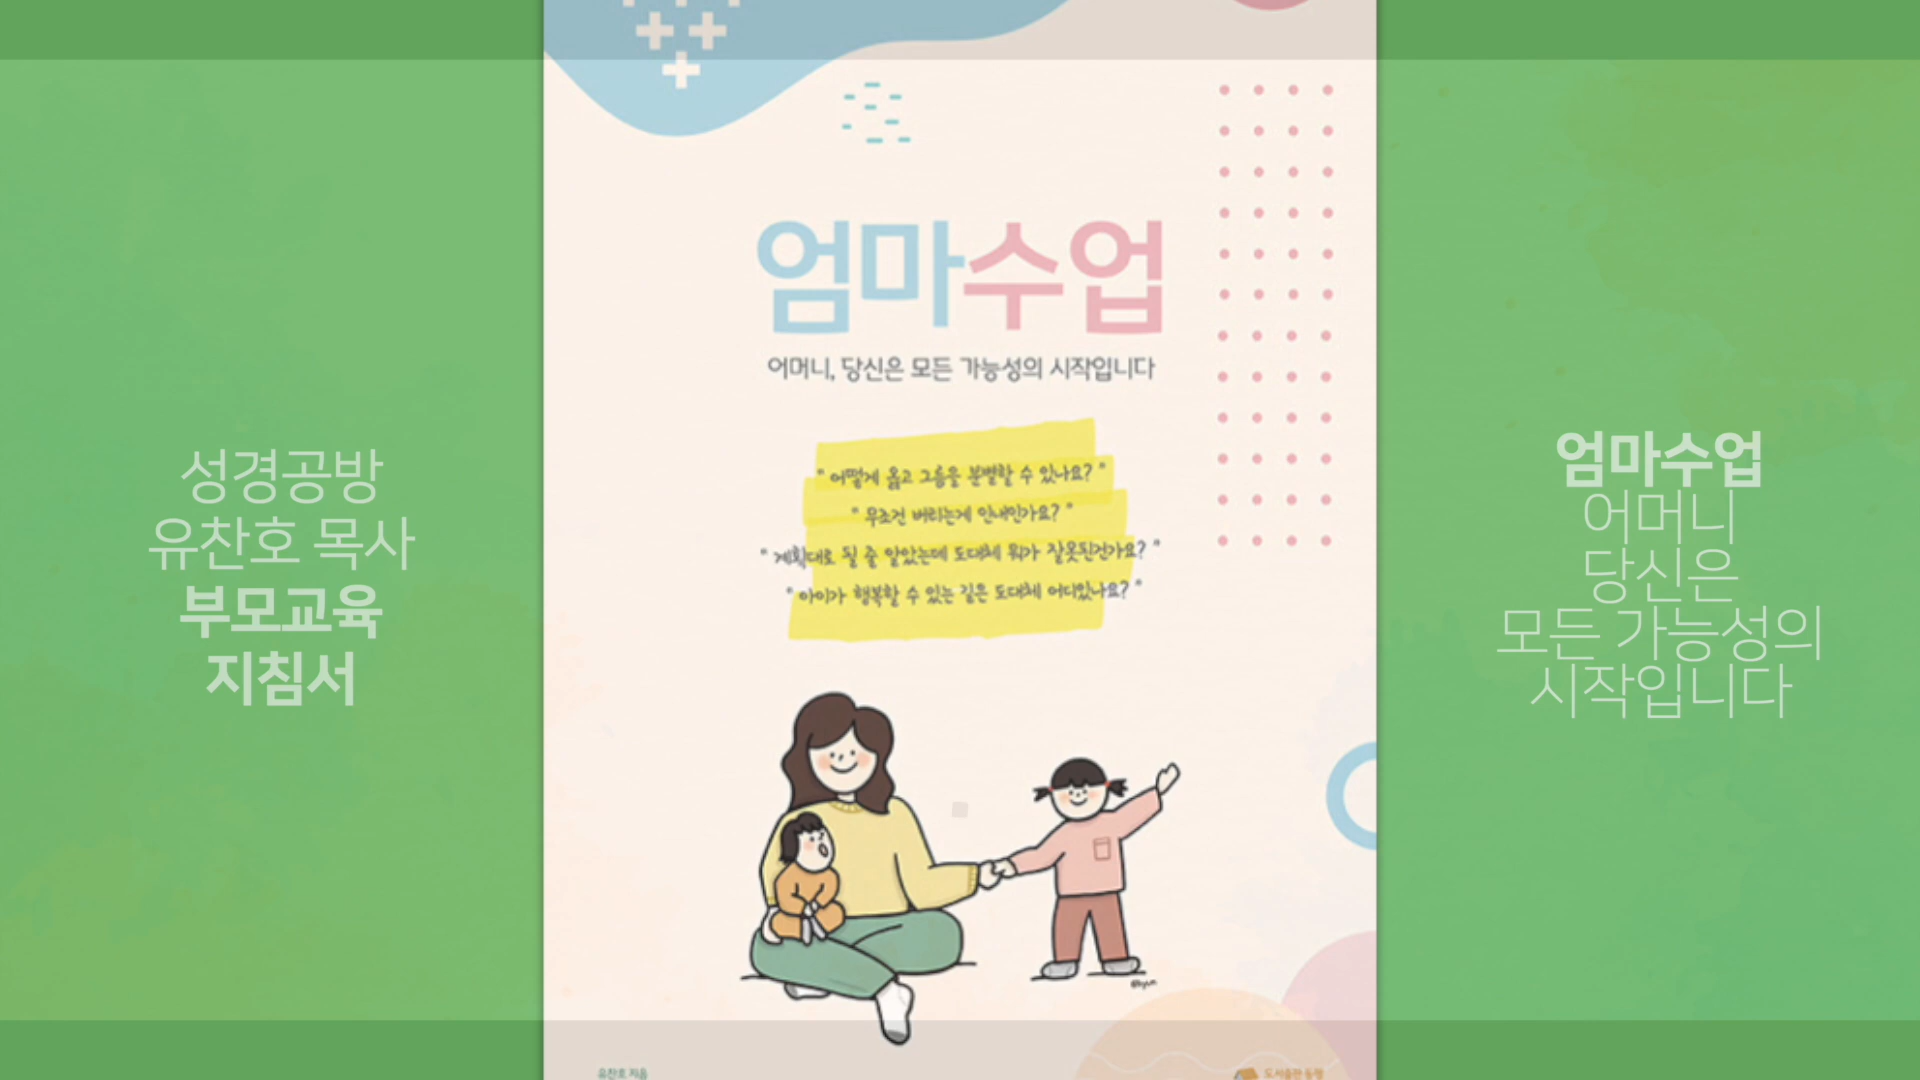 성경공방
유찬호 목사
부모교육
지침서
엄마수업
어머니, 당신은 모든 가능성의 시작입니다
" 어떻게 옳고 그름을 분별할 수 있나요? "
" 무조건 버리는게 인내인가요? "
" 계획대로 될 줄 알았는데 도대체 뭐가 잘못된건가요? "
" 아이가 행복할 수 있는 길은 도대체 어디있나요? "
유찬호 지음
엄마수업
어머니
당신은
모든 가능성의
시작입니다